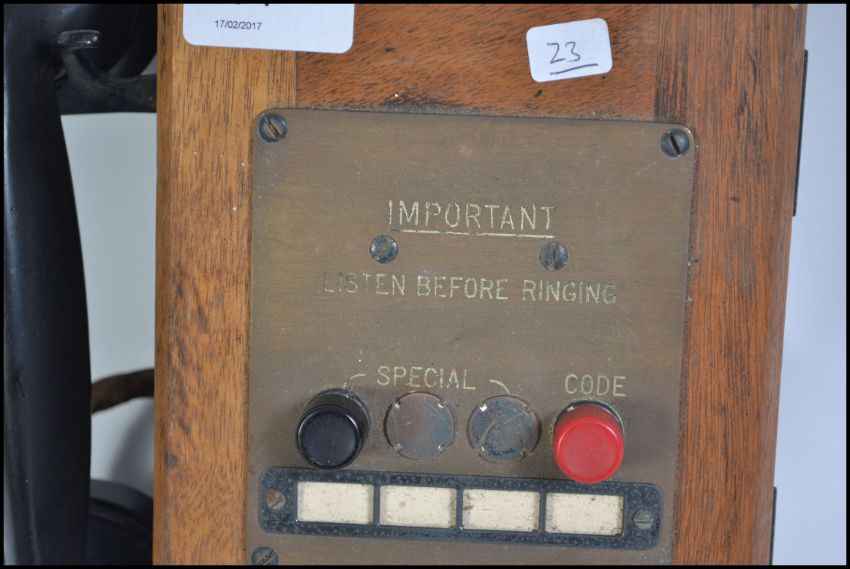 17/02/2017
23
IMPORTANT
LISTEN BEFORE RINGING
SPECIAL
CODE